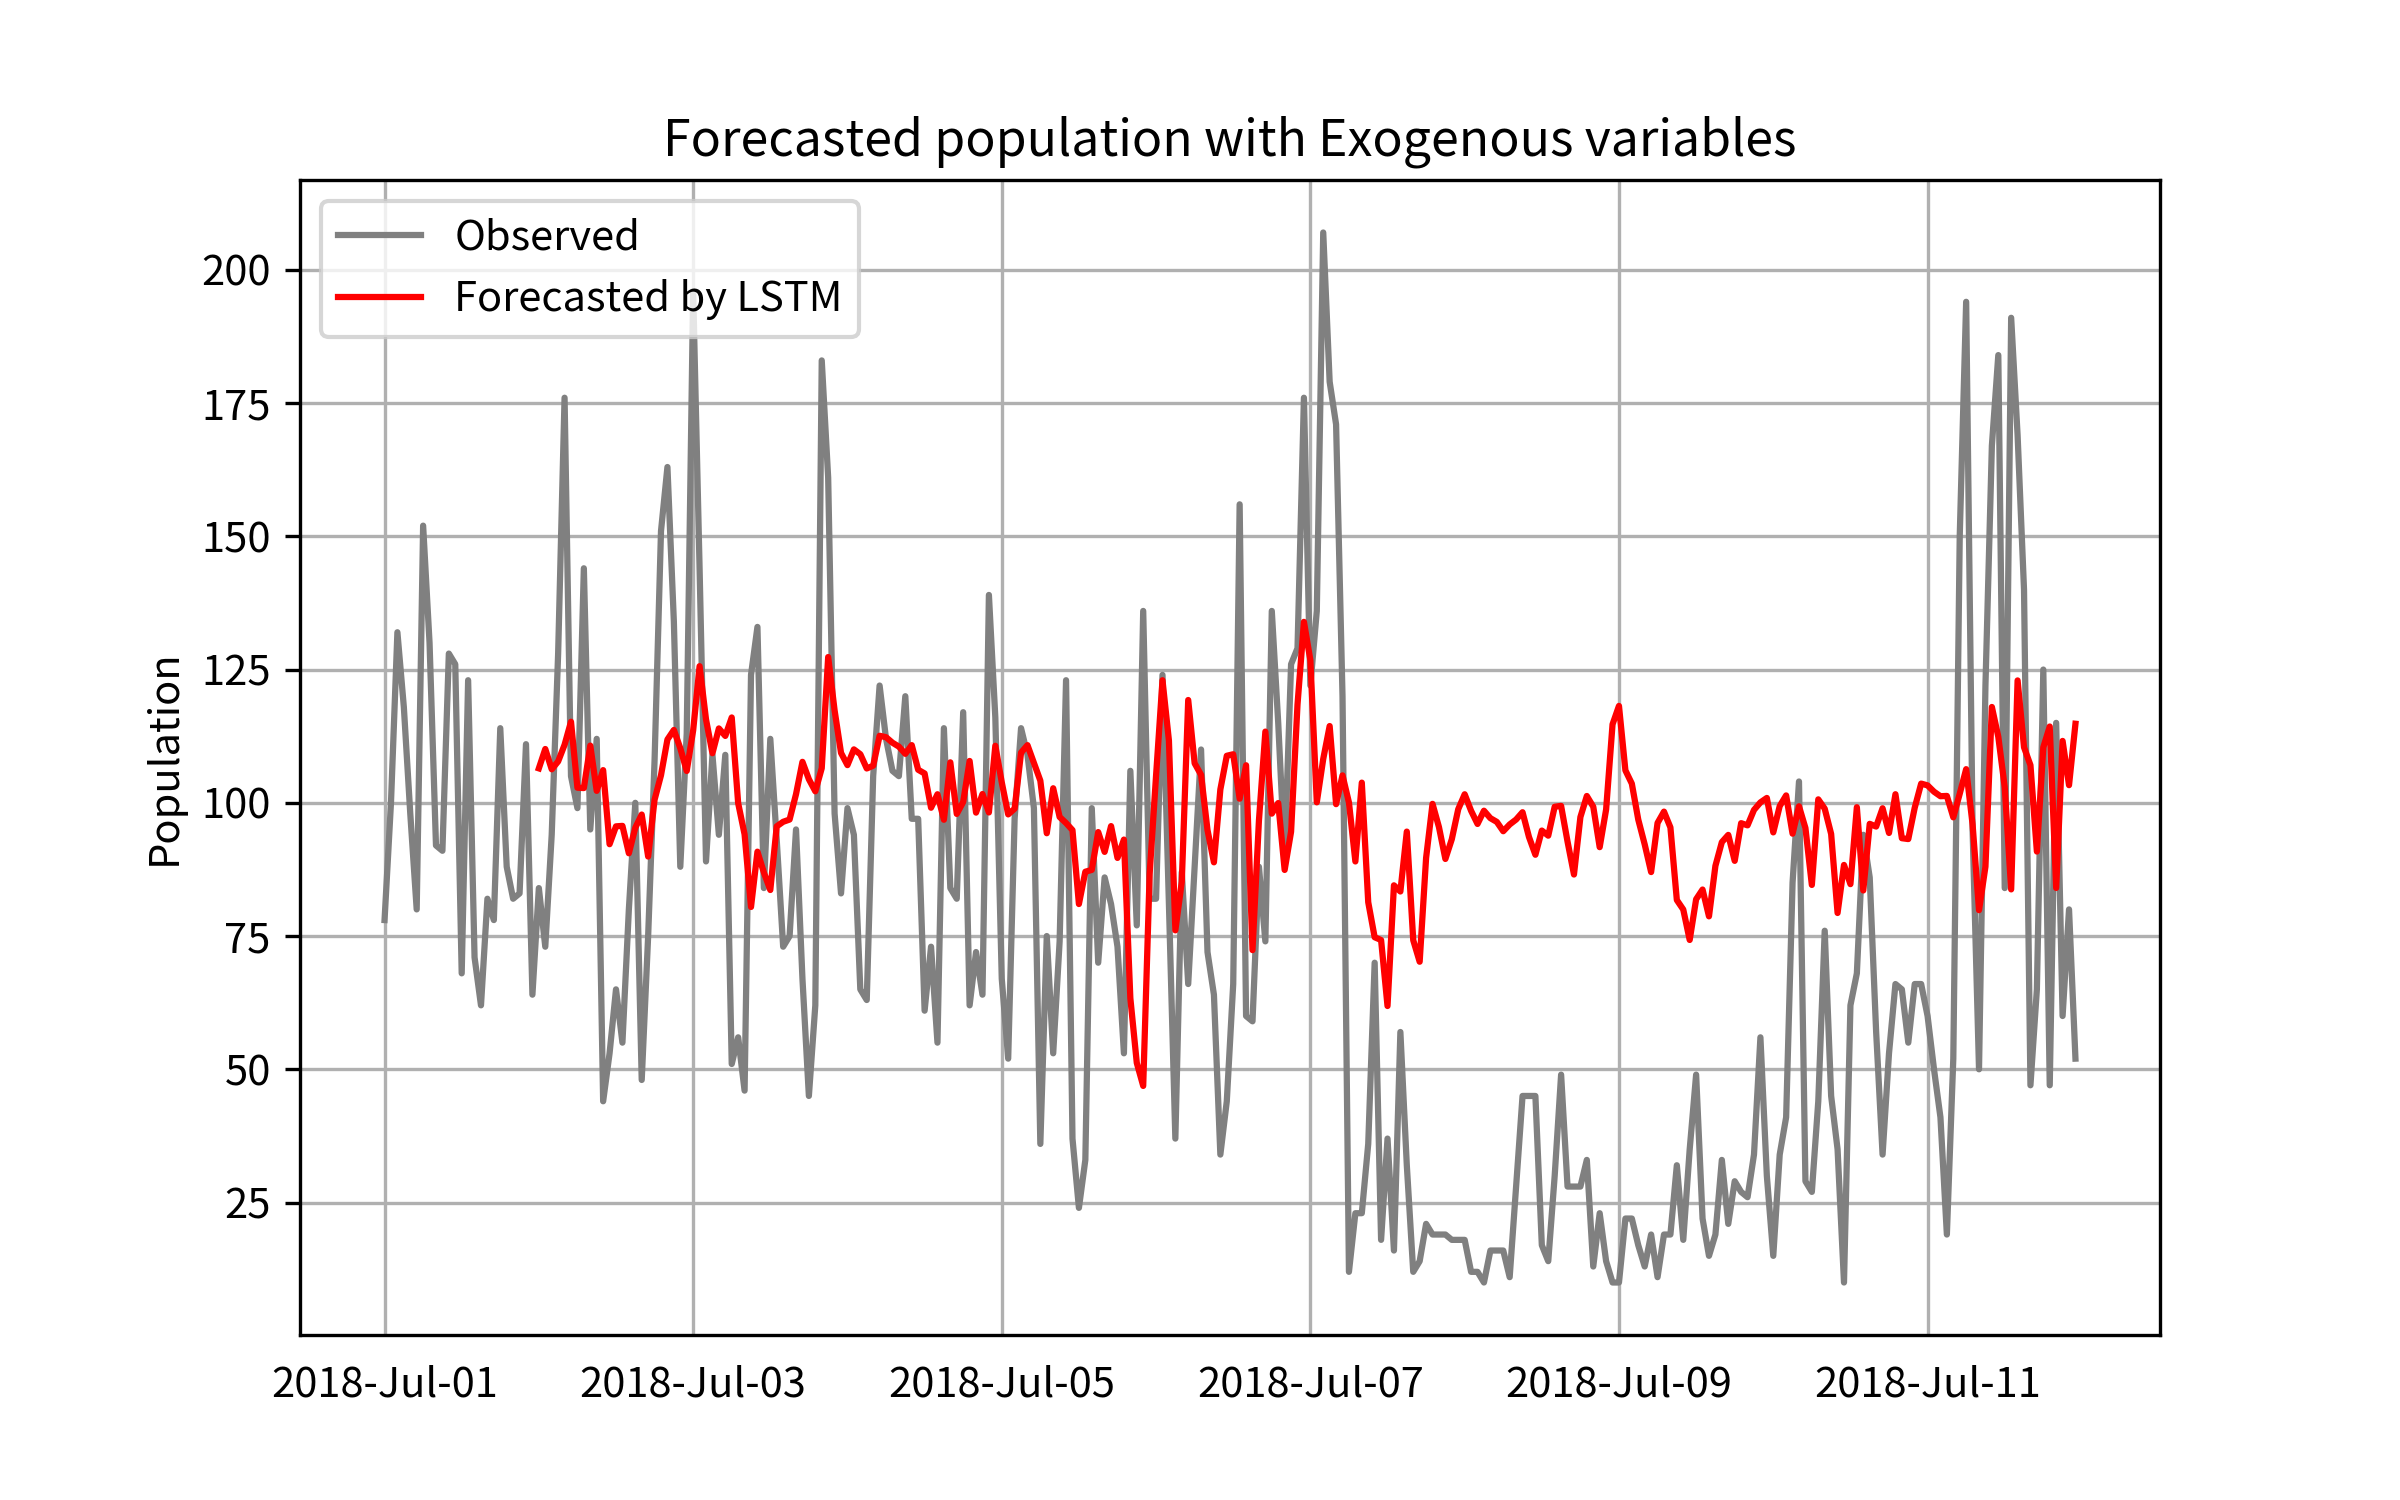 Forecasted population with Exogenous variables
Observed
Forecasted by LSTM
Population
200
175
150
125
100
75
50
25
2018-Jul-01 2018-Jul-03 2018-Jul-05 2018-Jul-07 2018-Jul-09 2018-Jul-11